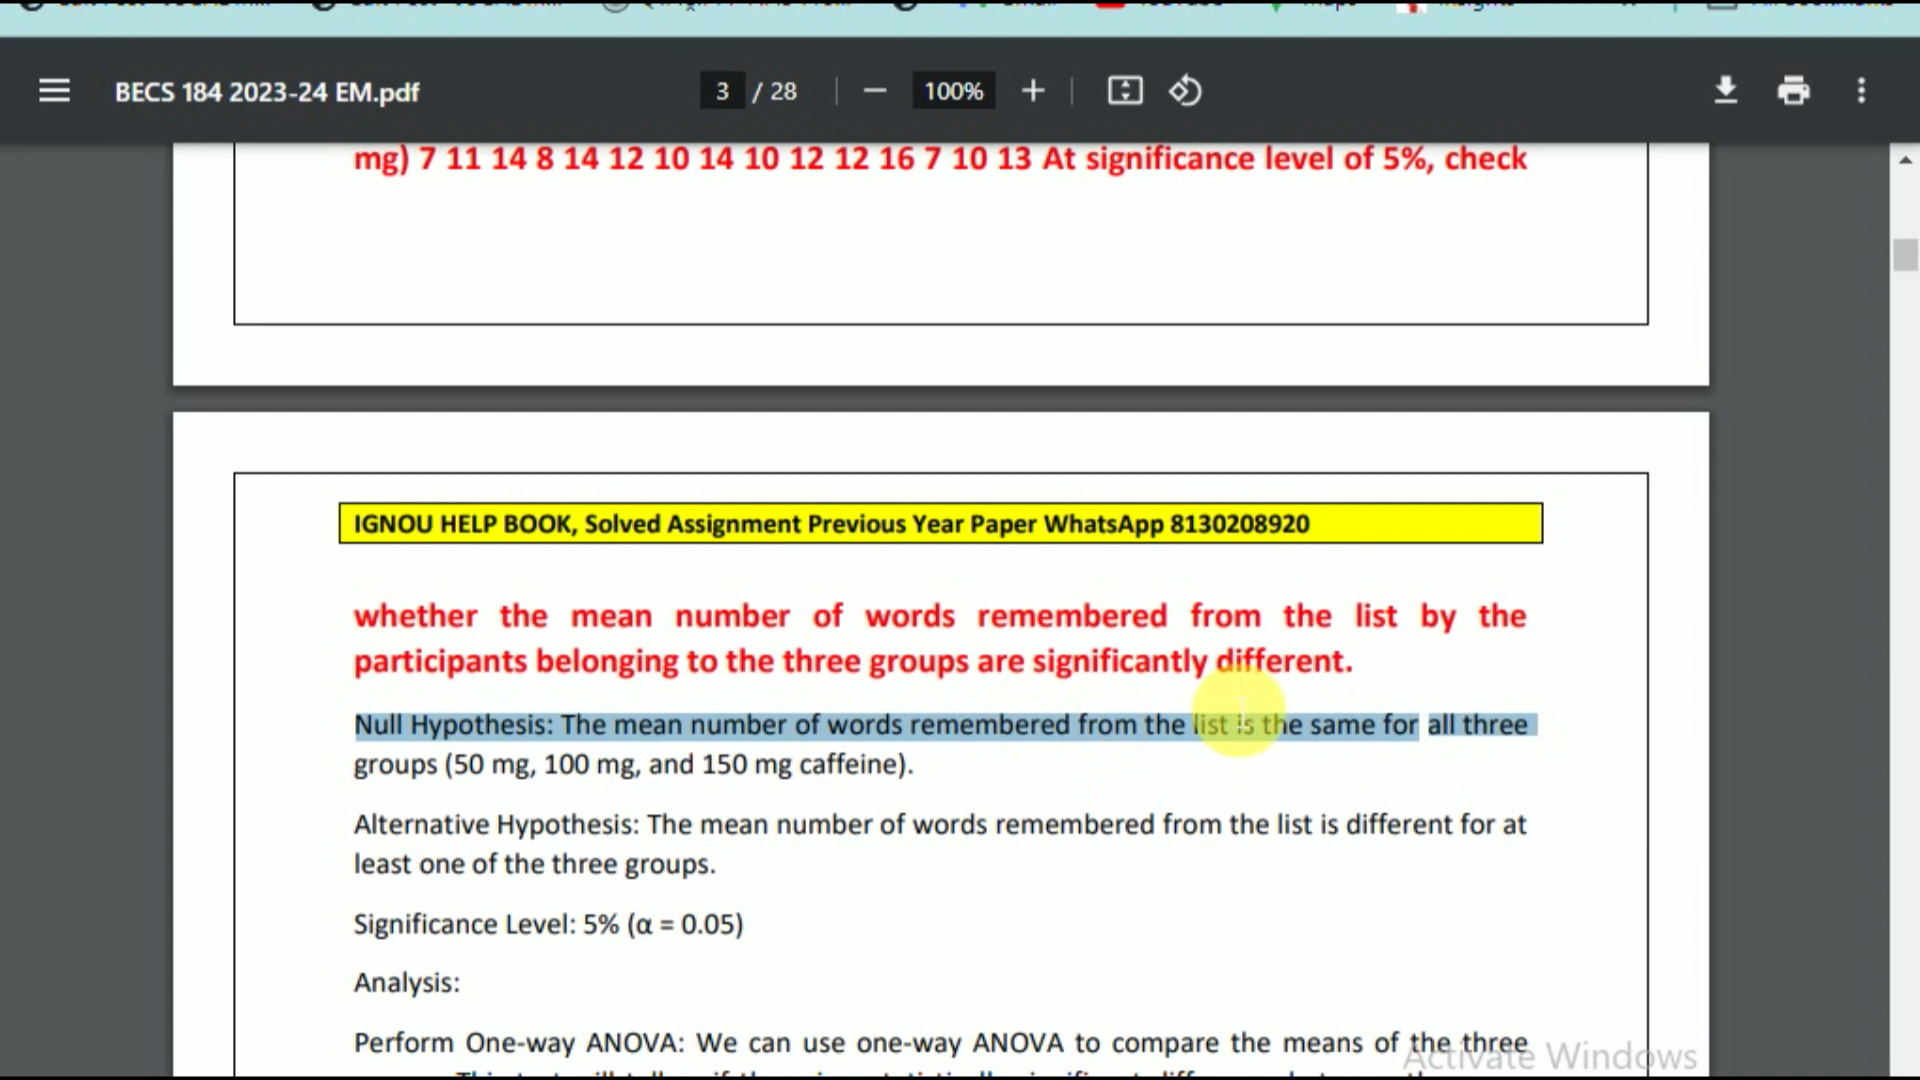 BECS 184 2023-24 EM.pdf
3 / 28
100%
mg) 7 11 14 8 14 12 10 14 10 12 12 16 7 10 13 At significance level of 5%, check
IGNOU HELP BOOK, Solved Assignment Previous Year Paper WhatsApp 8130208920
whether the mean number of words remembered from the list by the
participants belonging to the three groups are significantly different.
Null Hypothesis: The mean number of words remembered from the list is the same for all three
groups (50 mg, 100 mg, and 150 mg caffeine).
Alternative Hypothesis: The mean number of words remembered from the list is different for at
least one of the three groups.
Significance Level: 5% (α = 0.05)
Analysis:
Perform One-way ANOVA: We can use one-way ANOVA to compare the means of the three
Activate Windows